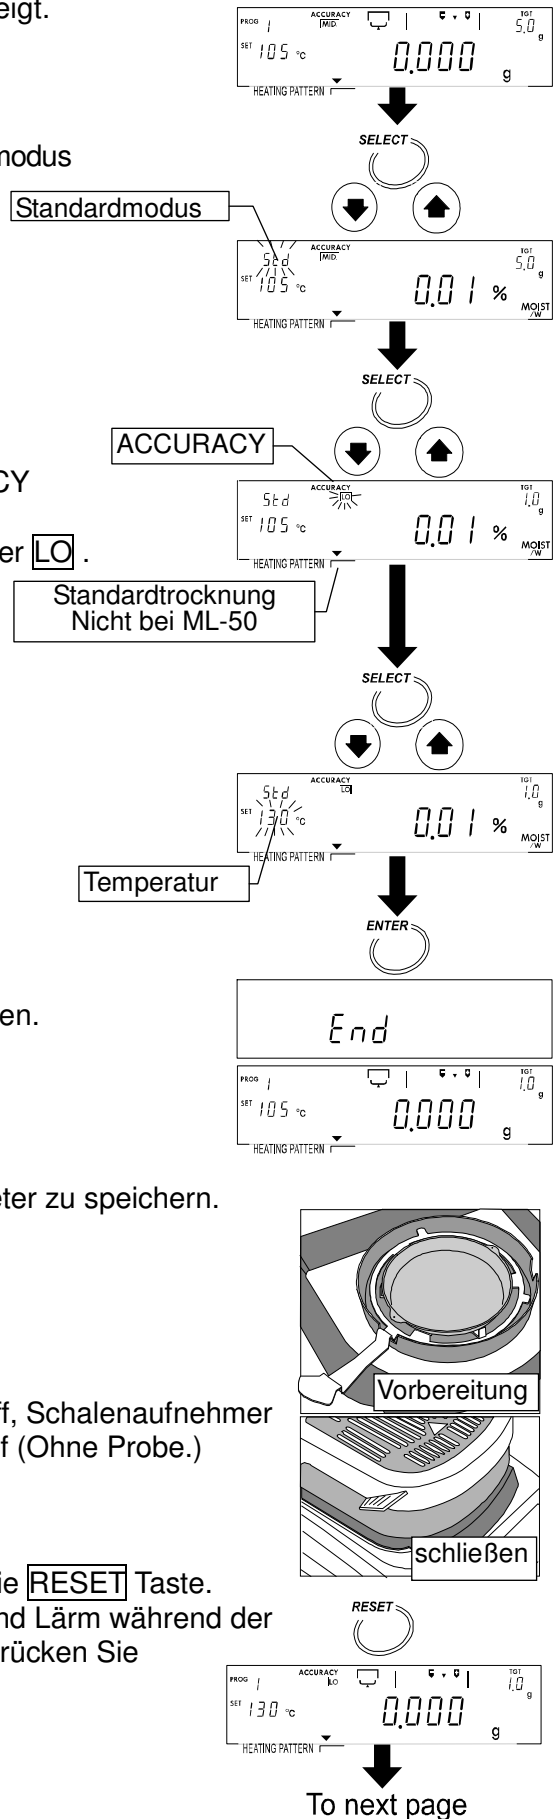 eigt.
PROG 1 ACCURACY MID. TGT 5.0 g
SET 105 °C 0.000 g
HEATING PATTERN
SELECT
modus
Standardmodus
Std ACCURACY MID. TGT 5.0 g
SET 105 °C 0.01 % MOIST /W
HEATING PATTERN
SELECT
ACCURACY
CY
Std ACCURACY LO TGT 1.0 g
SET 105 °C 0.01 % MOIST /W
er LO .
HEATING PATTERN
Standardtrocknung
Nicht bei ML-50
SELECT
Std ACCURACY LO TGT 1.0 g
SET 130 °C 0.01 % MOIST /W
HEATING PATTERN
Temperatur
ENTER
en.
End
PROG 1 TGT 1.0 g
SET 105 °C 0.000 g
HEATING PATTERN
eter zu speichern.
Vorbereitung
ff, Schalenaufnehmer
f (Ohne Probe.)
schließen
ie RESET Taste.
nd Lärm während der
rücken Sie
RESET
PROG 1 ACCURACY LO TGT 1.0 g
SET 130 °C 0.000 g
HEATING PATTERN
To next page